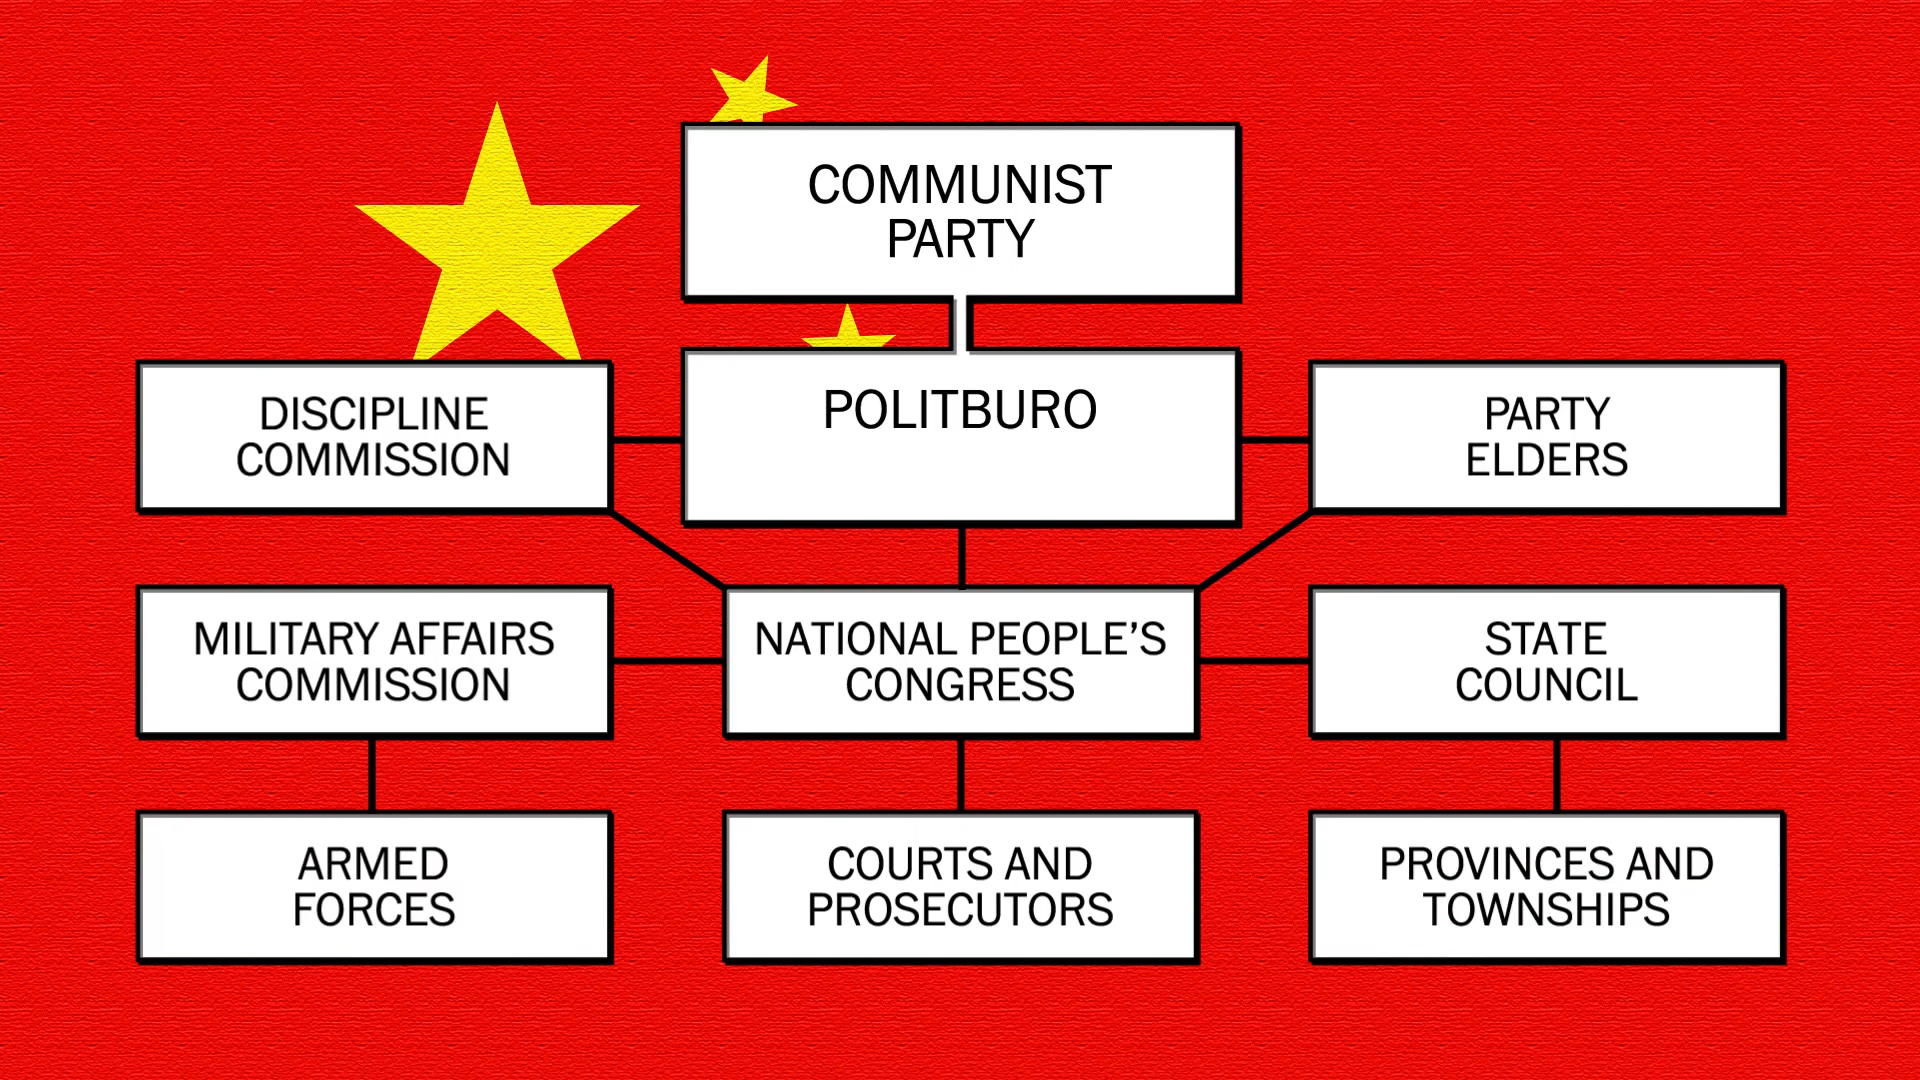 COMMUNIST
PARTY
DISCIPLINE
COMMISSION
POLITBURO
PARTY
ELDERS
MILITARY AFFAIRS
COMMISSION
NATIONAL PEOPLE’S
CONGRESS
STATE
COUNCIL
ARMED
FORCES
COURTS AND
PROSECUTORS
PROVINCES AND
TOWNSHIPS